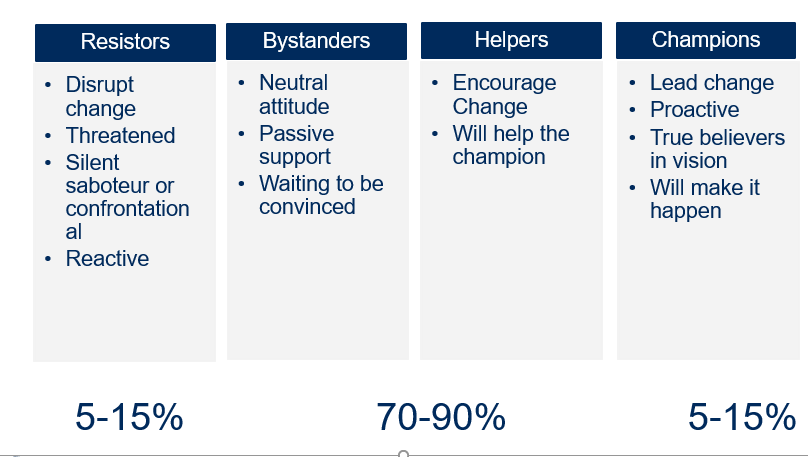 Resistors
• Disrupt
change
• Threatened
• Silent
saboteur or
confrontation
al
• Reactive
Bystanders
• Neutral
attitude
• Passive
support
• Waiting to be
convinced
Helpers
• Encourage
Change
• Will help the
champion
Champions
• Lead change
• Proactive
• True believers
in vision
• Will make it
happen
5-15%
70-90%
5-15%